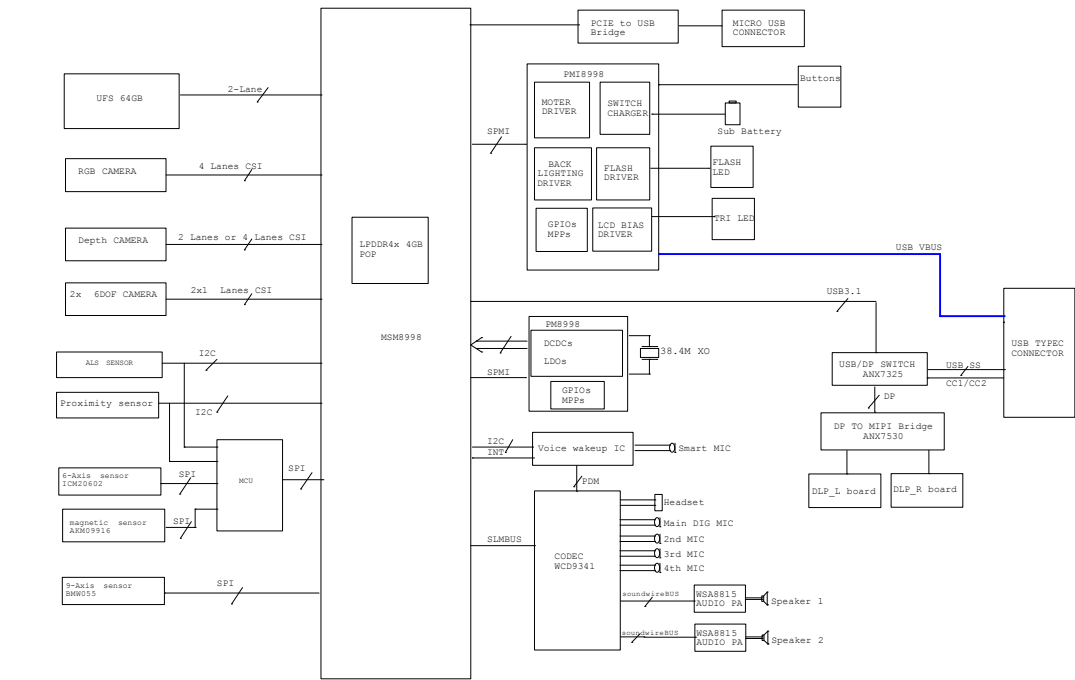 PCIE to USB
Bridge
MICRO USB
CONNECTOR
PMI8998
Buttons
UFS 64GB
2-Lane
MOTER
DRIVER
SWITCH
CHARGER
SPMI
Sub Battery
RGB CAMERA
4 Lanes CSI
BACK
LIGHTING
DRIVER
FLASH
DRIVER
FLASH
LED
GPIOs
MPPs
LCD BIAS
DRIVER
TRI LED
Depth CAMERA
2 Lanes or 4 Lanes CSI
LPDDR4x 4GB
POP
USB VBUS
2x 6DOF CAMERA
2x1 Lanes CSI
USB3.1
MSM8998
PM8998
DCDCs
LDOs
38.4M XO
USB TYPEC
CONNECTOR
ALS SENSOR
I2C
SPMI
GPIOs
MPPs
USB/DP SWITCH
ANX7325
USB SS
CC1/CC2
DP
Proximity sensor
I2C
DP TO MIPI Bridge
ANX7530
I2C
INT
Voice wakeup IC
Smart MIC
6-Axis sensor
ICM20602
SPI
MCU
SPI
PDM
DLP_L board
DLP_R board
magnetic sensor
AKM09916
SPI
Headset
Main DIG MIC
2nd MIC
3rd MIC
4th MIC
SLMBUS
CODEC
WCD9341
9-Axis sensor
BMW055
SPI
soundwireBUS
WSA8815
AUDIO PA
Speaker 1
soundwireBUS
WSA8815
AUDIO PA
Speaker 2